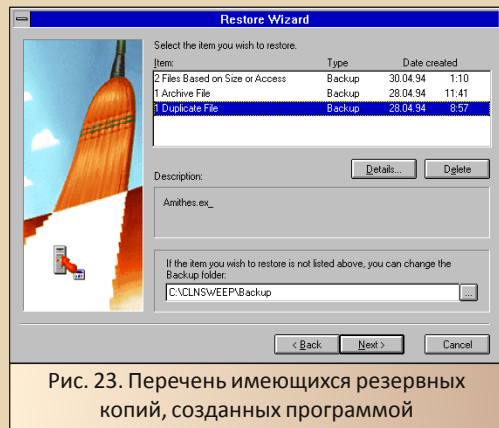 Restore Wizard
Select the item you wish to restore.
Item: Type Date created
2 Files Based on Size or Access Backup 30.04.94 1:10
1 Archive File Backup 28.04.94 11:41
1 Duplicate File Backup 28.04.94 8:57
Details... Delete
Description:
Amithes.ex_
If the item you wish to restore is not listed above, you can change the
Backup folder:
C:\CLNSWEEP\Backup ...
< Back Next > Cancel
Рис. 23. Перечень имеющихся резервных
копий, созданных программой